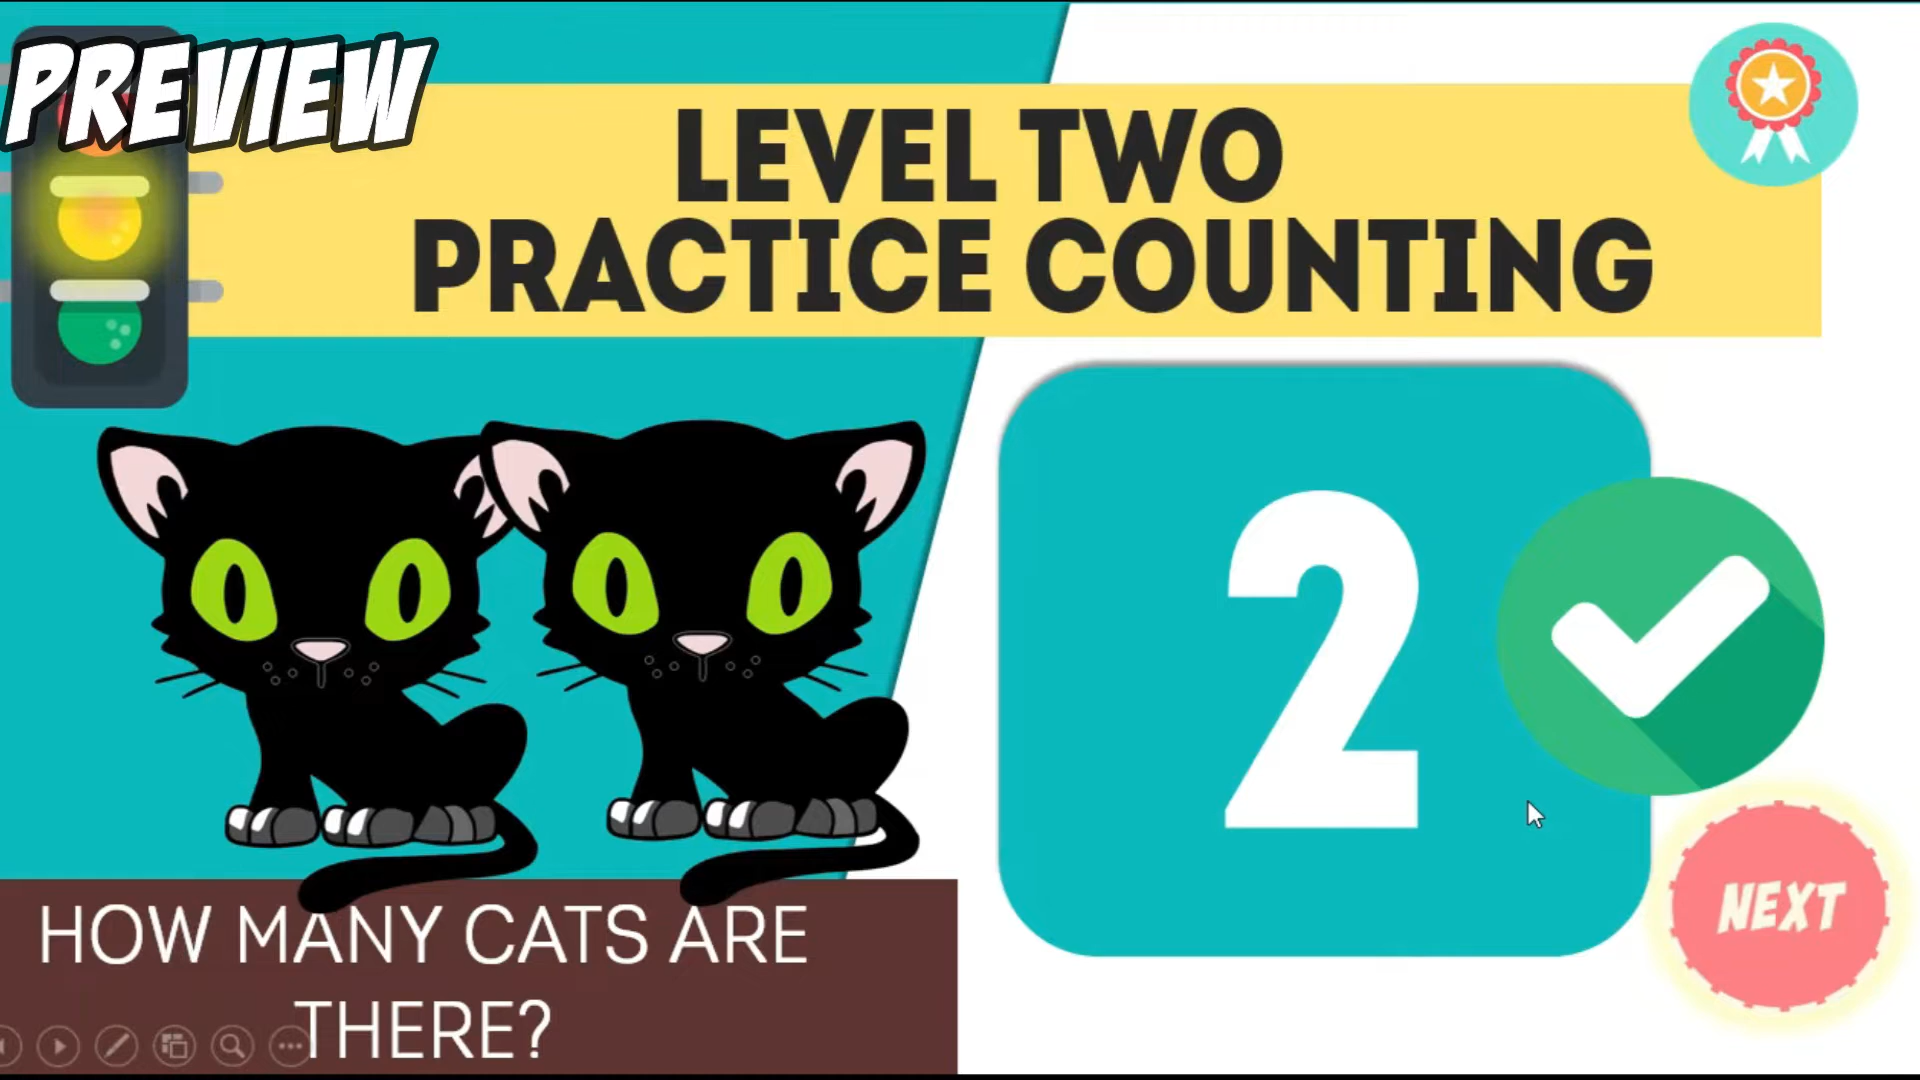 PREVIEW
LEVEL TWO
PRACTICE COUNTING
2
NEXT
HOW MANY CATS ARE
THERE?